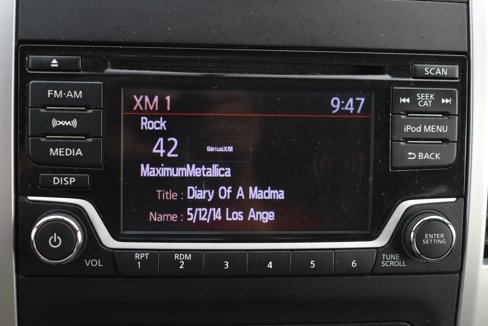 SCAN
FM·AM
XM
MEDIA
DISP
XM 1 9:47
Rock
42 SiriusXM
MaximumMetallica
Title : Diary Of A Madma
Name : 5/12/14 Los Ange
SEEK
CAT
iPod MENU
BACK
VOL
RPT
1
RDM
2
3
4
5
6
TUNE
SCROLL
ENTER
SETTING